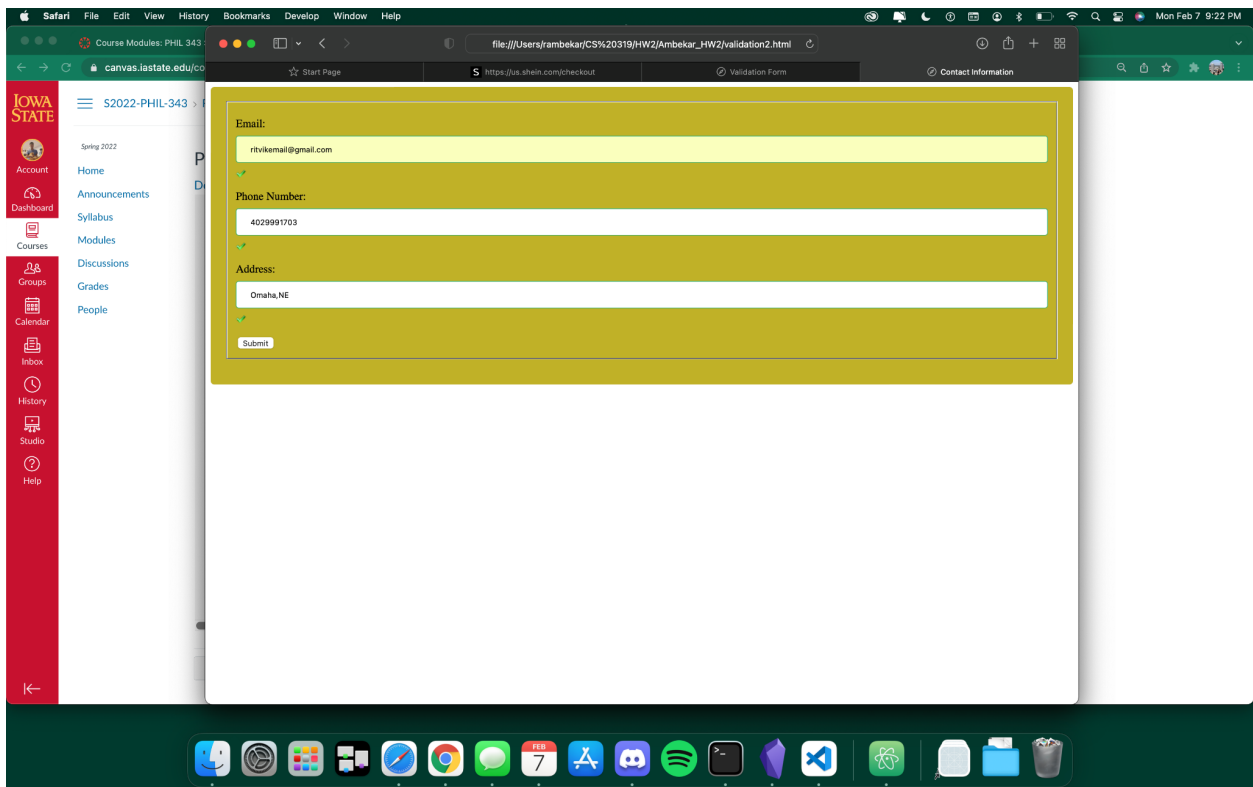 Safari File Edit View History Bookmarks Develop Window Help
Mon Feb 7 9:22 PM
Course Modules: PHIL 343
file:///Users/rambekar/CS%20319/HW2/Ambekar_HW2/validation2.html
canvas.iastate.edu/co
Start Page
S https://us.shein.com/checkout
Validation Form
Contact Information
IOWA
STATE
S2022-PHIL-343 ›
Spring 2022
Account
Dashboard
Courses
Groups
Calendar
Inbox
History
Studio
Help
Home
Announcements
Syllabus
Modules
Discussions
Grades
People
P
De
Email:
ritvikemail@gmail.com
Phone Number:
4029991703
Address:
Omaha,NE
Submit
FEB
7